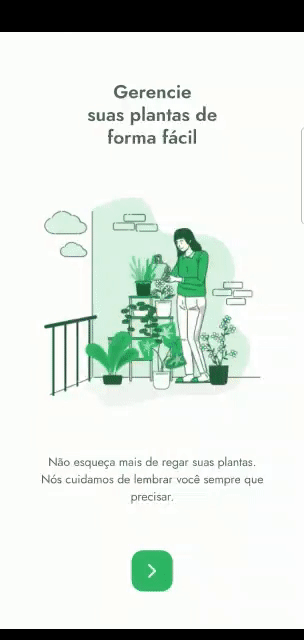 Gerencie
suas plantas de
forma fácil
Não esqueça mais de regar suas plantas.
Nós cuidamos de lembrar você sempre que
precisar.